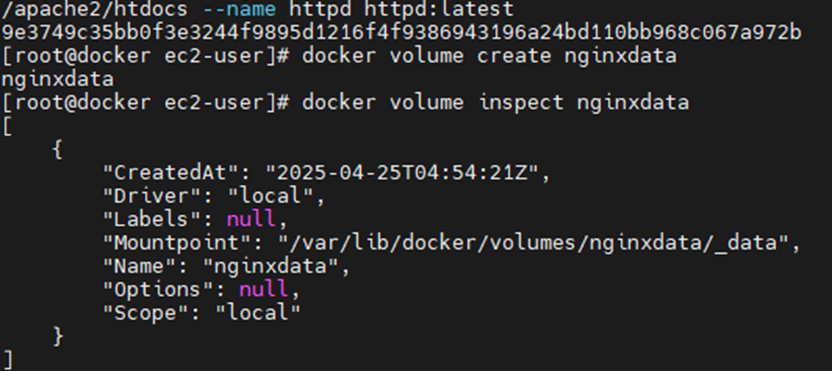 /apache2/htdocs --name httpd httpd:latest
9e3749c35bb0f3e3244f9895d1216f4f9386943196a24bd110bb968c067a972b
[root@docker ec2-user]# docker volume create nginxdata
nginxdata
[root@docker ec2-user]# docker volume inspect nginxdata
[
    {
        "CreatedAt": "2025-04-25T04:54:21Z",
        "Driver": "local",
        "Labels": null,
        "Mountpoint": "/var/lib/docker/volumes/nginxdata/_data",
        "Name": "nginxdata",
        "Options": null,
        "Scope": "local"
    }
]